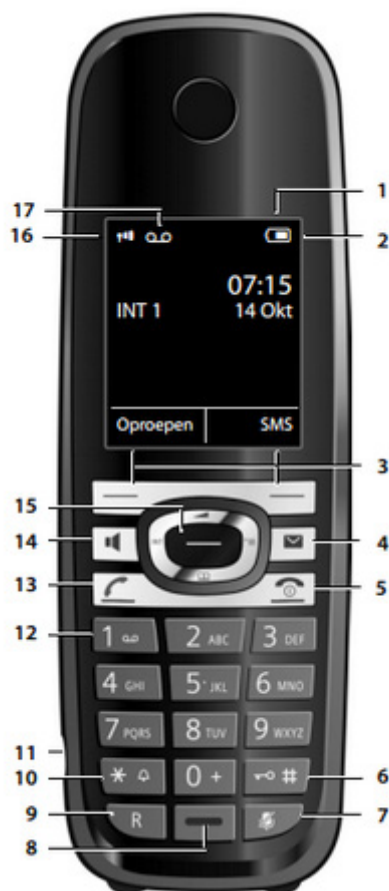 17
1
16
2
07:15
INT 1
14 Okt
Oproepen
SMS
3
15
14
4
13
5
12
1
2 ABC
3 DEF
4 GHI
5 JKL
6 MNO
7 PQRS
8 TUV
9 WXYZ
11
10
* 0 + #
6
9
R
7
8